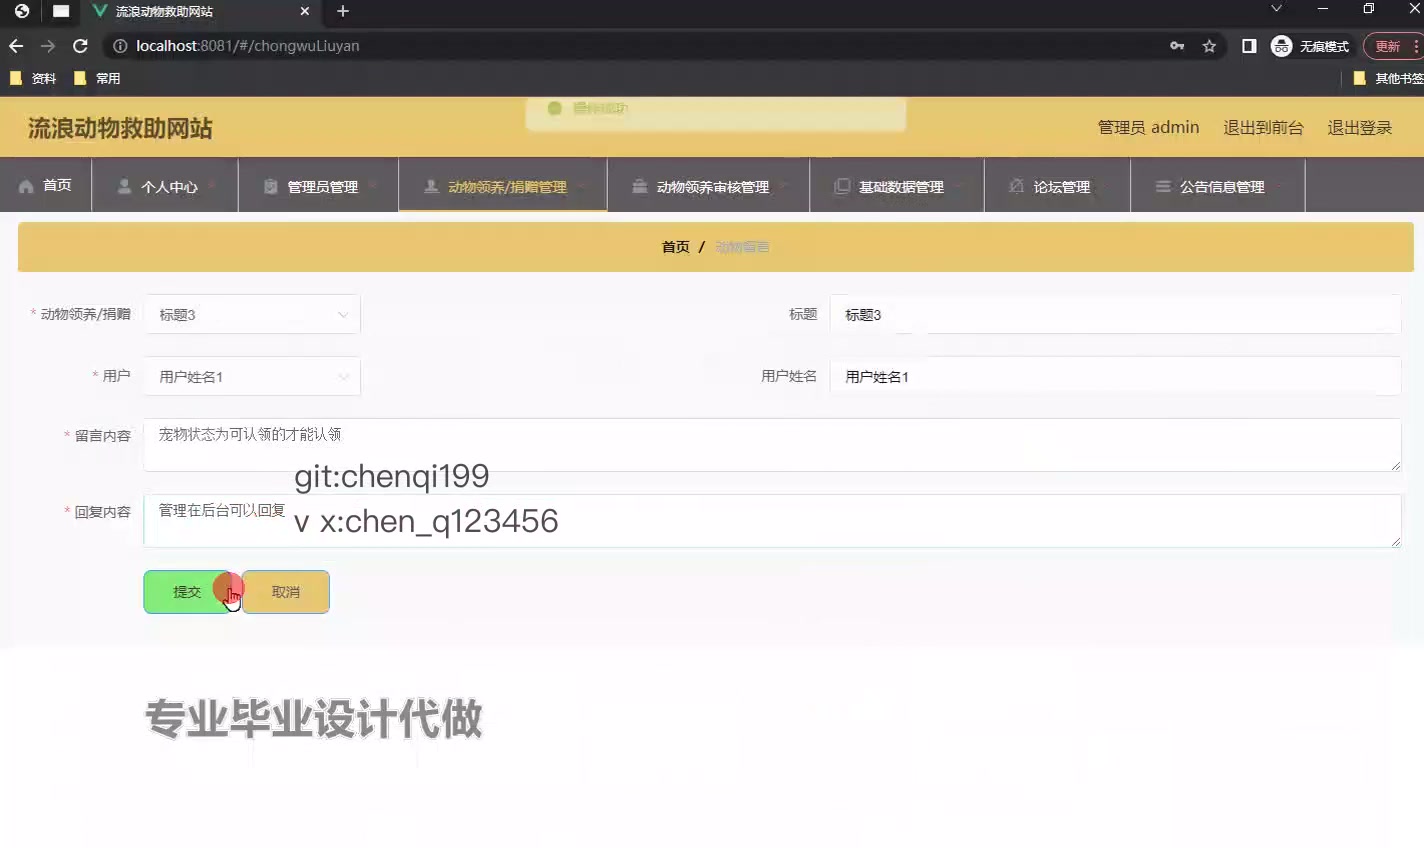 流浪动物救助网站
localhost:8081/#/chongwuLiuyan
无痕模式
更新
资料
常用
其他书签
操作成功
流浪动物救助网站
管理员 admin
退出到前台
退出登录
首页
个人中心
管理员管理
动物领养/捐赠管理
动物领养审核管理
基础数据管理
论坛管理
公告信息管理
首页 / 动物留言
* 动物领养/捐赠
标题3
标题
标题3
* 用户
用户姓名1
用户姓名
用户姓名1
* 留言内容
宠物状态为可认领的才能认领
git:chenqi199
* 回复内容
管理在后台可以回复
v x:chen_q123456
提交
取消
专业毕业设计代做